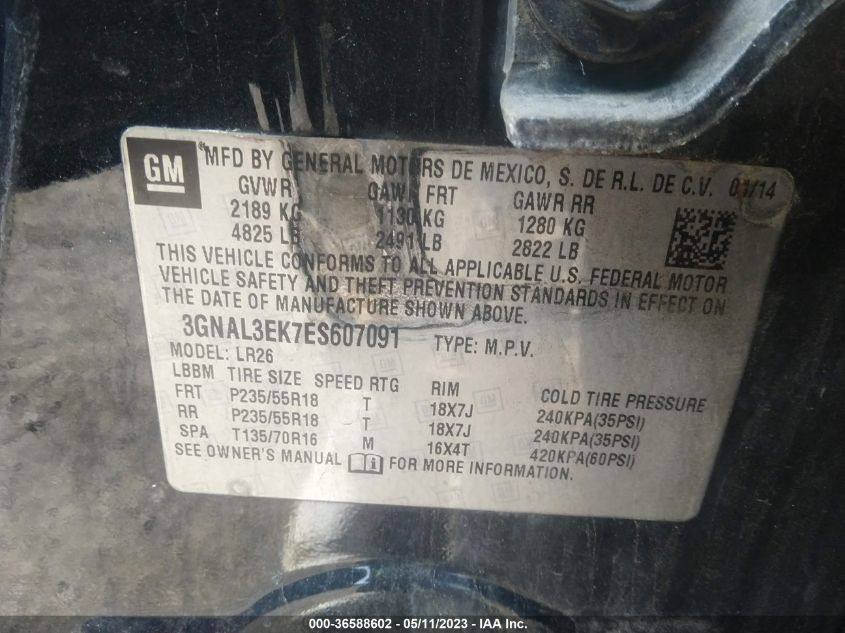 GM ® MFD BY GENERAL MOTORS DE MEXICO, S. DE R.L. DE C.V. 01/14
GVWR GAWR FRT GAWR RR
2189 KG 1130 KG 1280 KG
4825 LB 2491 LB 2822 LB
THIS VEHICLE CONFORMS TO ALL APPLICABLE U.S. FEDERAL MOTOR
VEHICLE SAFETY AND THEFT PREVENTION STANDARDS IN EFFECT ON
THE DATE OF MANUFACTURE SHOWN ABOVE.
3GNAL3EK7ES607091 TYPE: M.P.V.
MODEL: LR26
LBBM TIRE SIZE SPEED RTG RIM COLD TIRE PRESSURE
FRT P235/55R18 T 18X7J 240KPA(35PSI)
RR P235/55R18 T 18X7J 240KPA(35PSI)
SPA T135/70R16 M 16X4T 420KPA(60PSI)
SEE OWNER'S MANUAL FOR MORE INFORMATION.
000-36588602 - 05/11/2023 - IAA Inc.